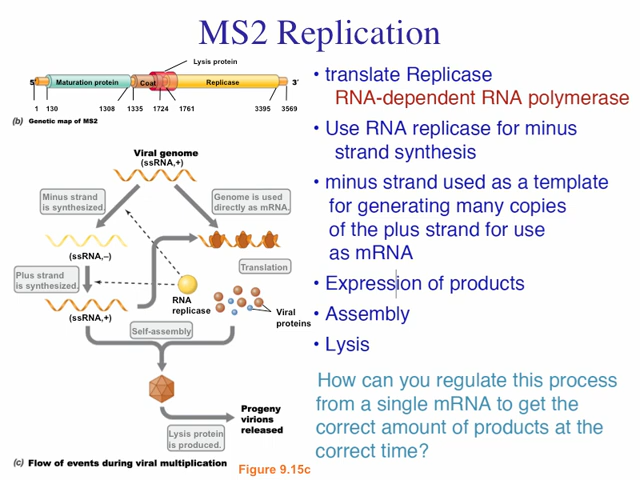 MS2 Replication
Lysis protein
5' Maturation protein Coat Replicase 3'
1 130 1308 1335 1724 1761 3395 3569
(b) Genetic map of MS2
Viral genome
(ssRNA,+)
Minus strand
is synthesized.
Genome is used
directly as mRNA.
(ssRNA,–)
Translation
Plus strand
is synthesized.
RNA
replicase
Viral
proteins
(ssRNA,+)
Self-assembly
Progeny
virions
released
Lysis protein
is produced.
(c) Flow of events during viral multiplication
Figure 9.15c
• translate Replicase
RNA-dependent RNA polymerase
• Use RNA replicase for minus
strand synthesis
• minus strand used as a template
for generating many copies
of the plus strand for use
as mRNA
• Expression of products
• Assembly
• Lysis
How can you regulate this process
from a single mRNA to get the
correct amount of products at the
correct time?